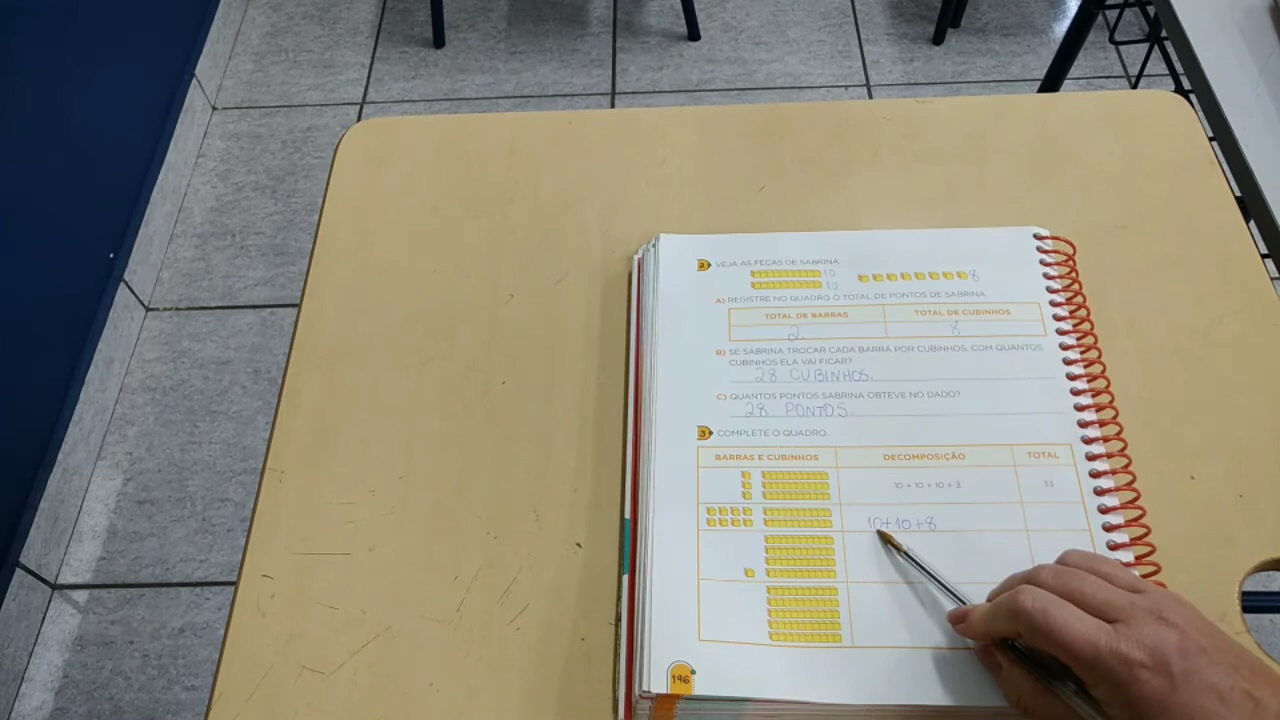 2 VEJA AS PEÇAS DE SABRINA.
10
10
8
A) REGISTRE NO QUADRO O TOTAL DE PONTOS DE SABRINA.
TOTAL DE BARRAS TOTAL DE CUBINHOS
2 8
B) SE SABRINA TROCAR CADA BARRA POR CUBINHOS, COM QUANTOS
CUBINHOS ELA VAI FICAR?
28 CUBINHOS.
C) QUANTOS PONTOS SABRINA OBTEVE NO DADO?
28 PONTOS
3 COMPLETE O QUADRO.
BARRAS E CUBINHOS DECOMPOSIÇÃO TOTAL
10 + 10 + 10 + 3 33
10+10+8
196